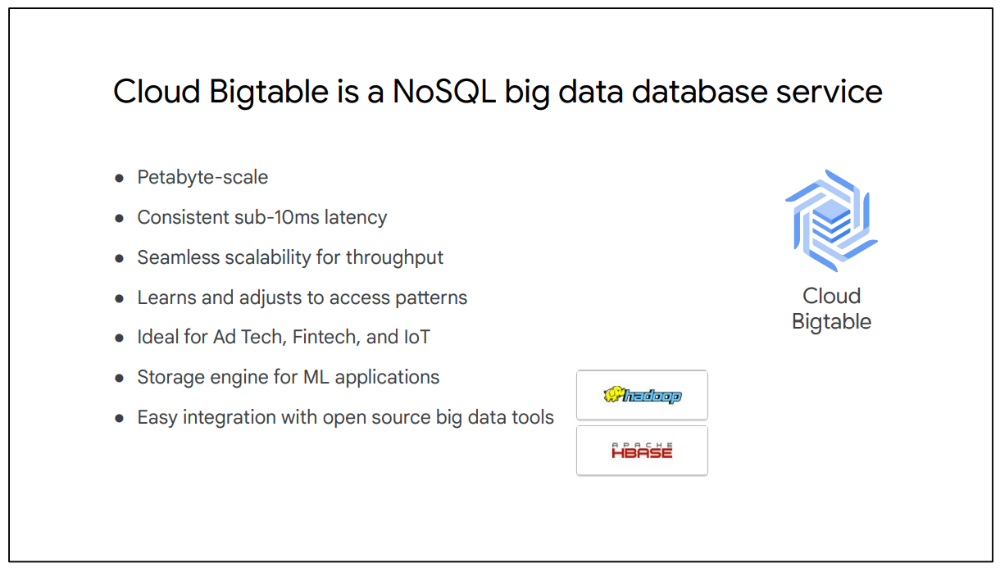 Cloud Bigtable is a NoSQL big data database service
● Petabyte-scale
● Consistent sub-10ms latency
● Seamless scalability for throughput
● Learns and adjusts to access patterns
● Ideal for Ad Tech, Fintech, and IoT
● Storage engine for ML applications
● Easy integration with open source big data tools
hadoop
APACHE
HBASE
Cloud
Bigtable